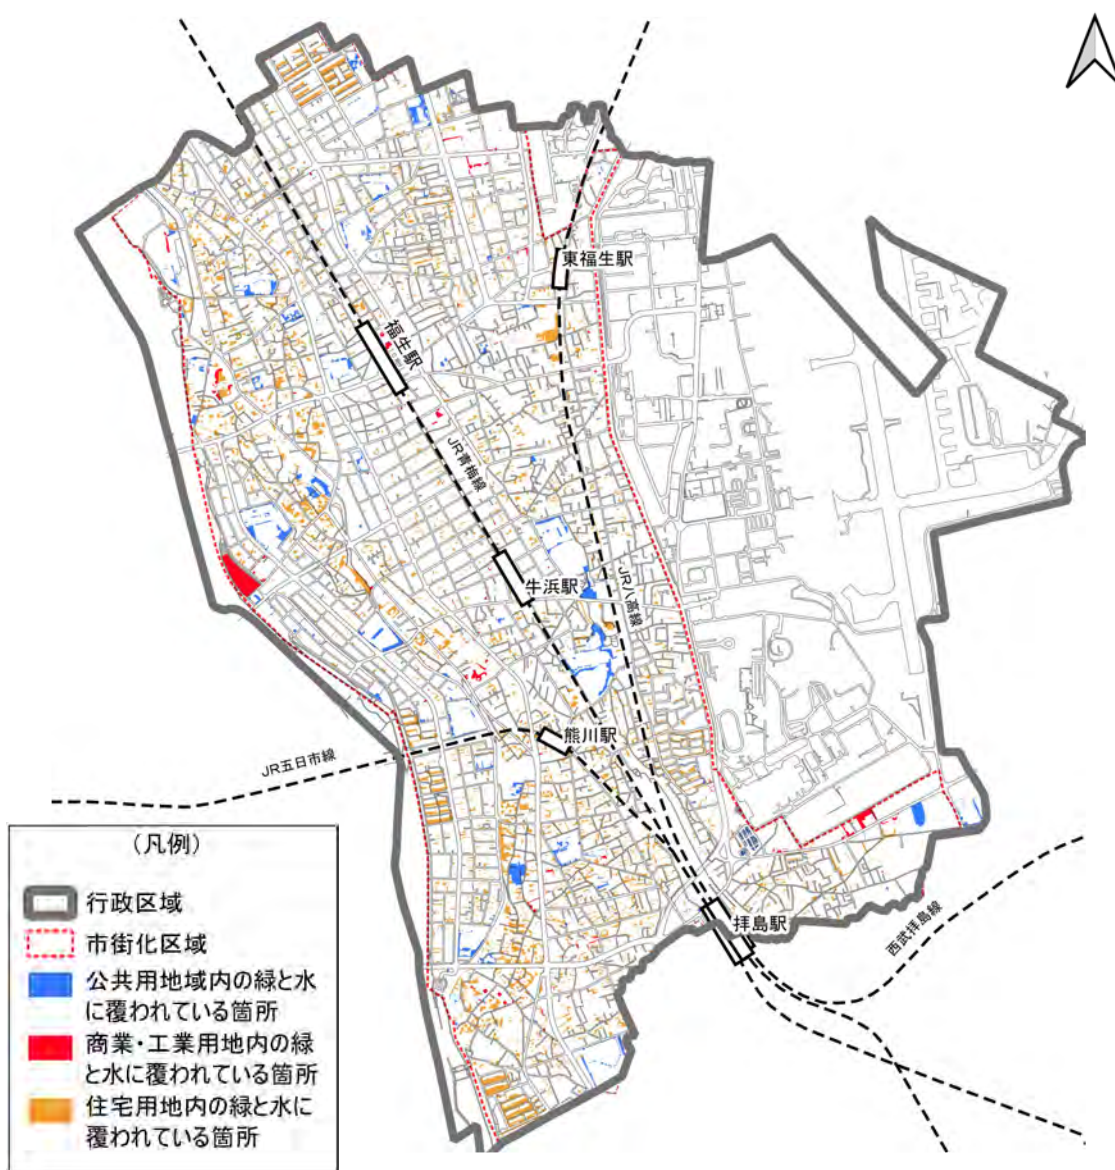 東福生駅
福生駅
JR青梅線
牛浜駅
JR八高線
熊川駅
JR五日市線
拝島駅
西武拝島線
(凡例)
行政区域
市街化区域
公共用地域内の緑と水
に覆われている箇所
商業・工業用地内の緑
と水に覆われている箇所
住宅用地内の緑と水に
覆われている箇所